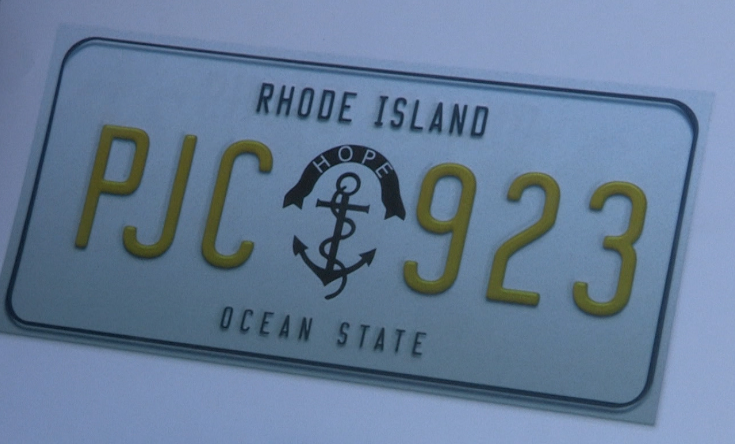 RHODE ISLAND
HOPE
PJC 923
OCEAN STATE